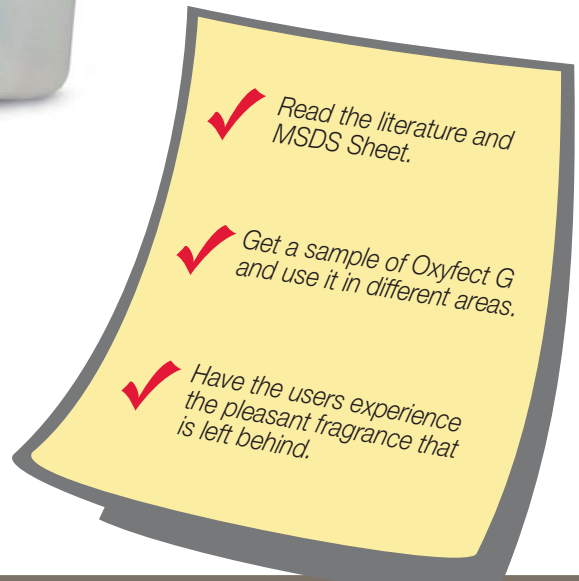 Read the literature and
MSDS Sheet.
Get a sample of Oxyfect G
and use it in different areas.
Have the users experience
the pleasant fragrance that
is left behind.